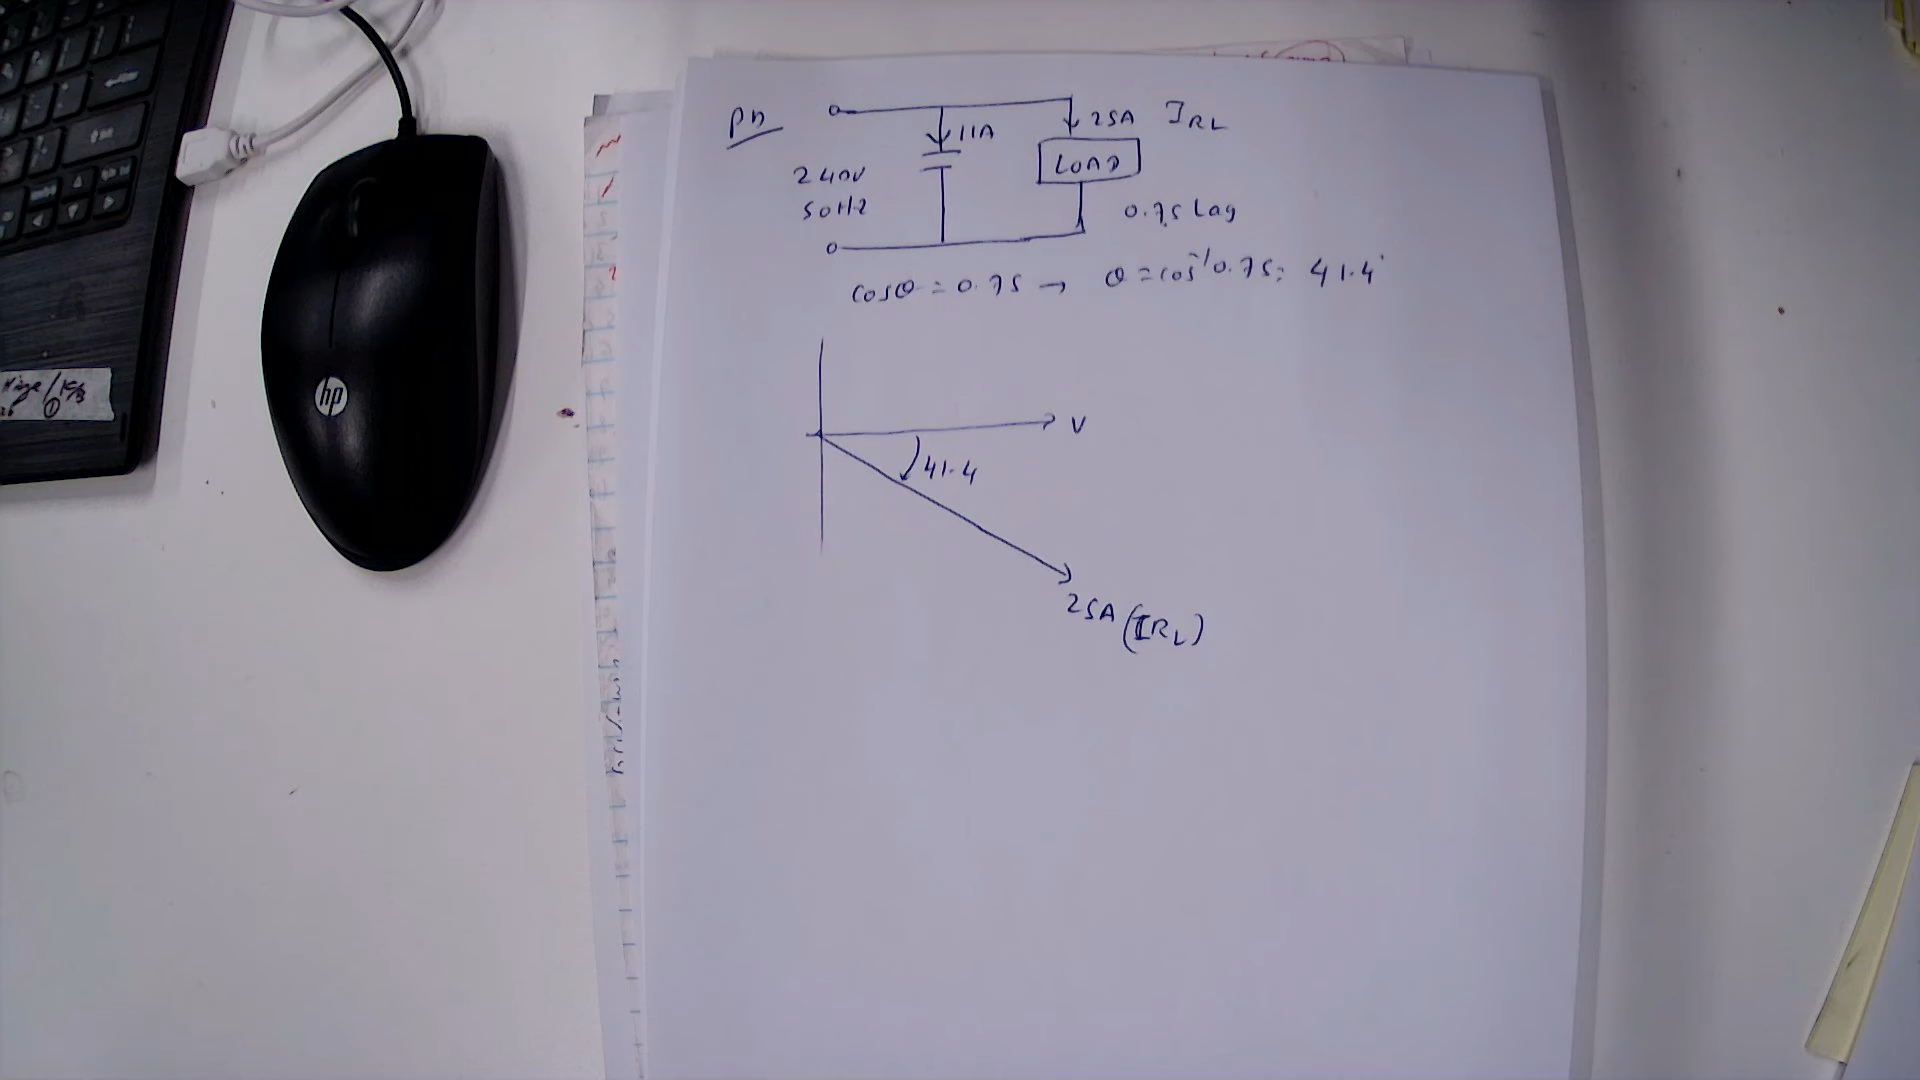 Pn
11A
25A IRL
LOAD
240V
50Hz
0.75 Lag
cosθ = 0.75 → θ = cos⁻¹0.75 = 41.4°
V
41.4
25A (IRL)
hp